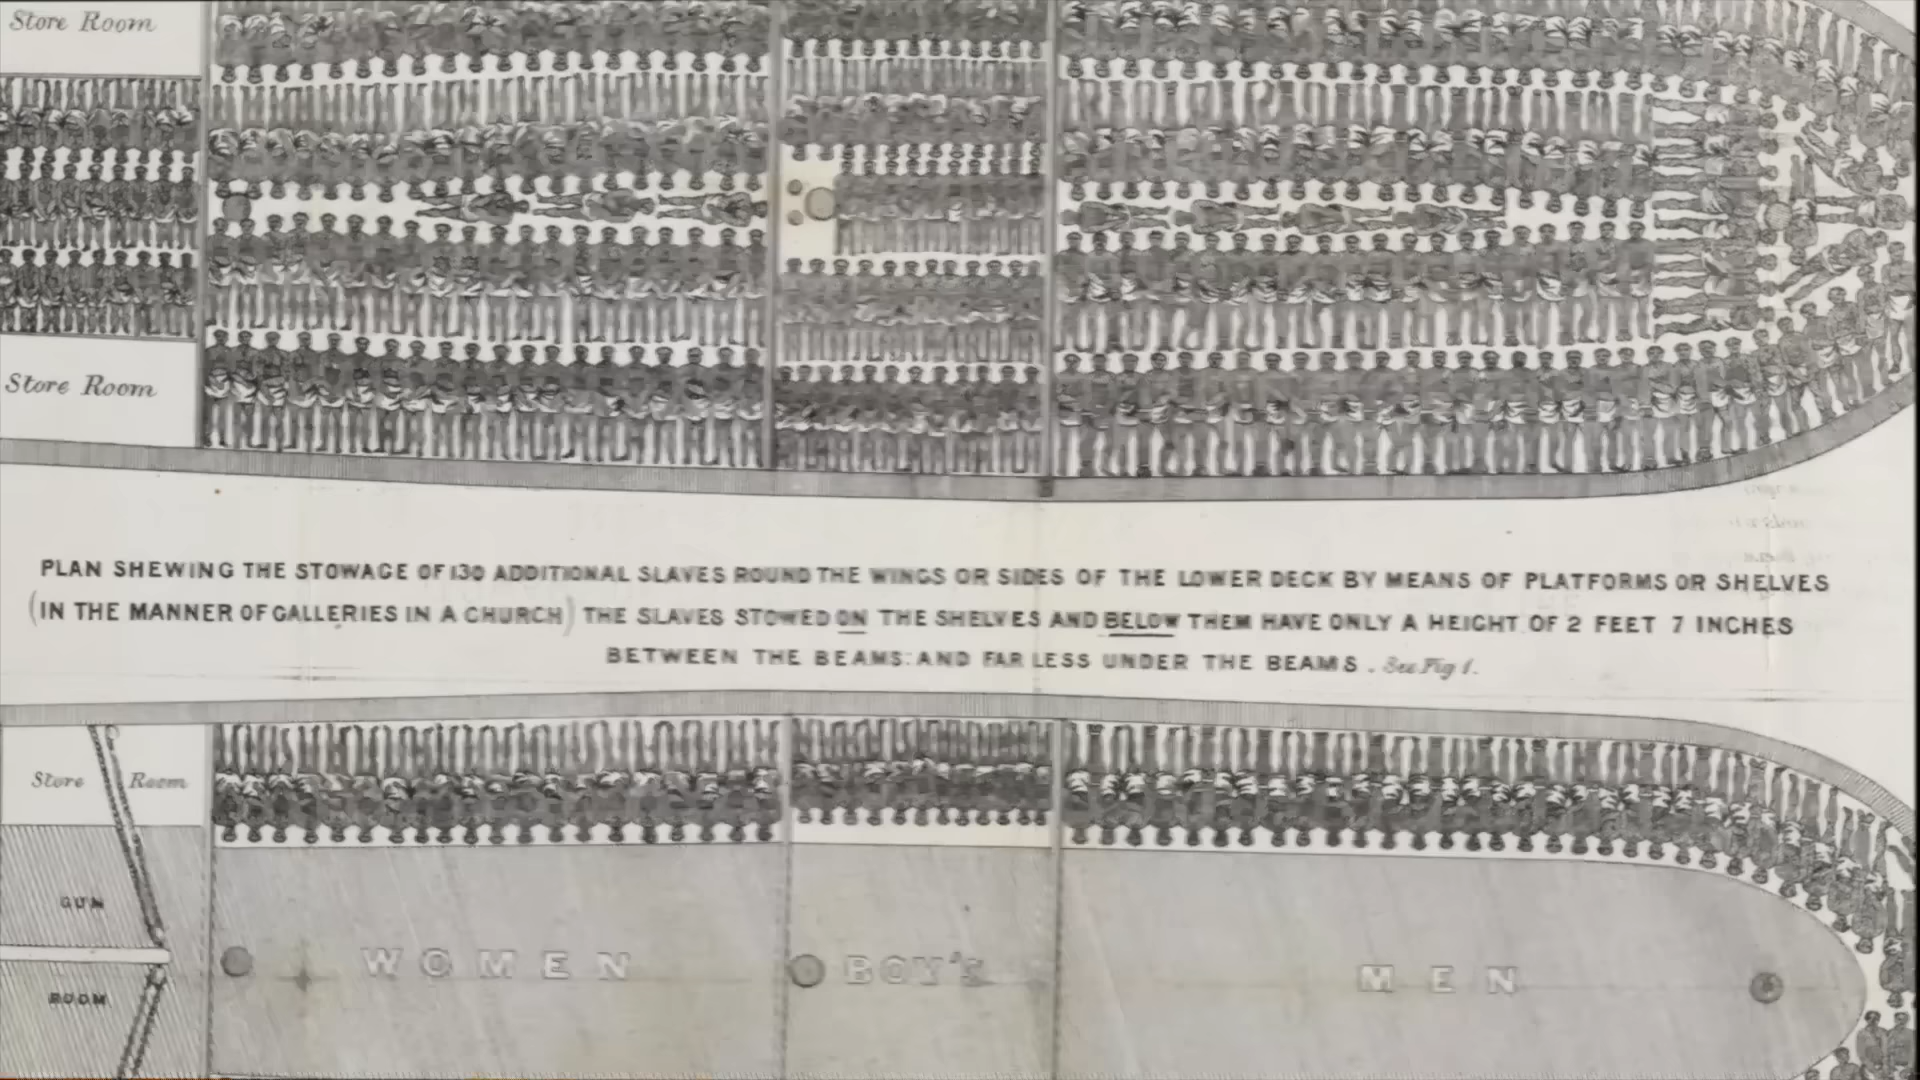 Store Room
Store Room
PLAN SHEWING THE STOWAGE OF 130 ADDITIONAL SLAVES ROUND THE WINGS OR SIDES OF THE LOWER DECK BY MEANS OF PLATFORMS OR SHELVES
(IN THE MANNER OF GALLERIES IN A CHURCH) THE SLAVES STOWED ON THE SHELVES AND BELOW THEM HAVE ONLY A HEIGHT OF 2 FEET 7 INCHES
BETWEEN THE BEAMS: AND FAR LESS UNDER THE BEAMS. See Fig 1.
Store Room
GUN
ROOM
WOMEN
BOY'S
MEN